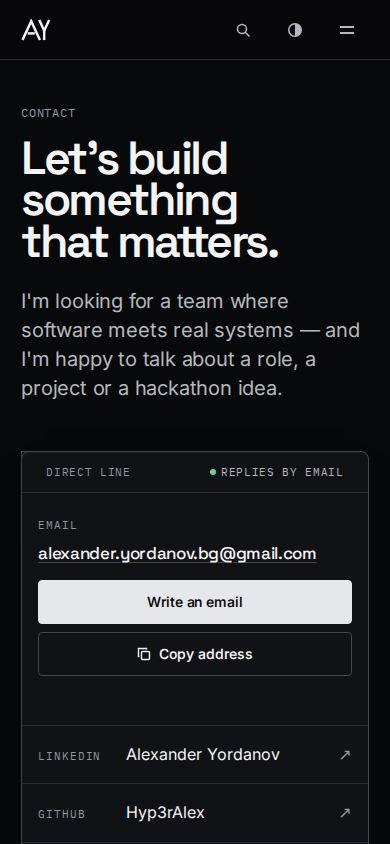 AY
CONTACT
Let's build
something
that matters.
I'm looking for a team where
software meets real systems — and
I'm happy to talk about a role, a
project or a hackathon idea.
DIRECT LINE
REPLIES BY EMAIL
EMAIL
alexander.yordanov.bg@gmail.com
Write an email
Copy address
LINKEDIN
Alexander Yordanov
↗
GITHUB
Hyp3rAlex
↗